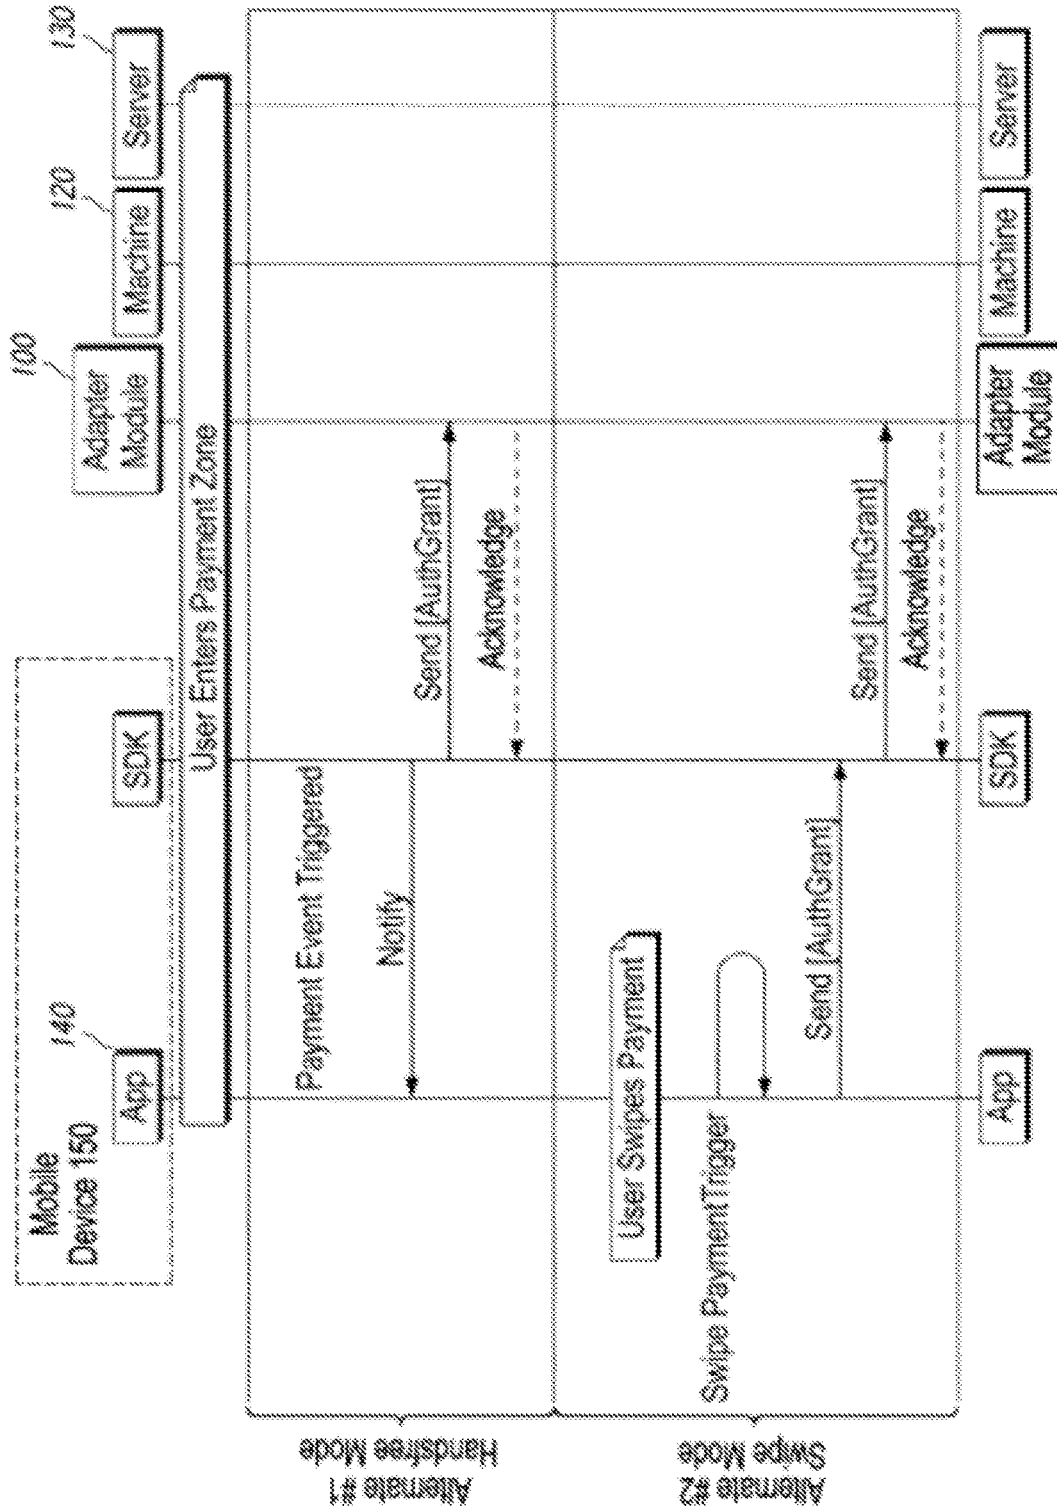 Mobile
Device 150
140
100
120
130
App
SDK
Adapter
Module
Machine
Server
User Enters Payment Zone
Alternate #1
Handsfree Mode
Payment Event Triggered
Notify
Send [AuthGrant]
Acknowledge
Alternate #2
Swipe Mode
User Swipes Payment
Swipe PaymentTrigger
Send [AuthGrant]
Send [AuthGrant]
Acknowledge
App
SDK
Adapter
Module
Machine
Server